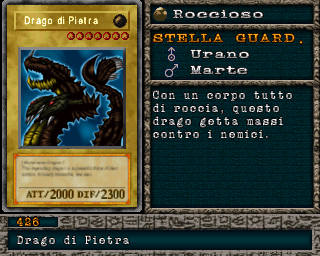 Drago di Pietra
Roccioso
STELLA GUARD.
Urano
Marte
Con un corpo tutto
di roccia, questo
drago getta massi
contro i nemici.
ATT/2000 DIF/2300
426
Drago di Pietra